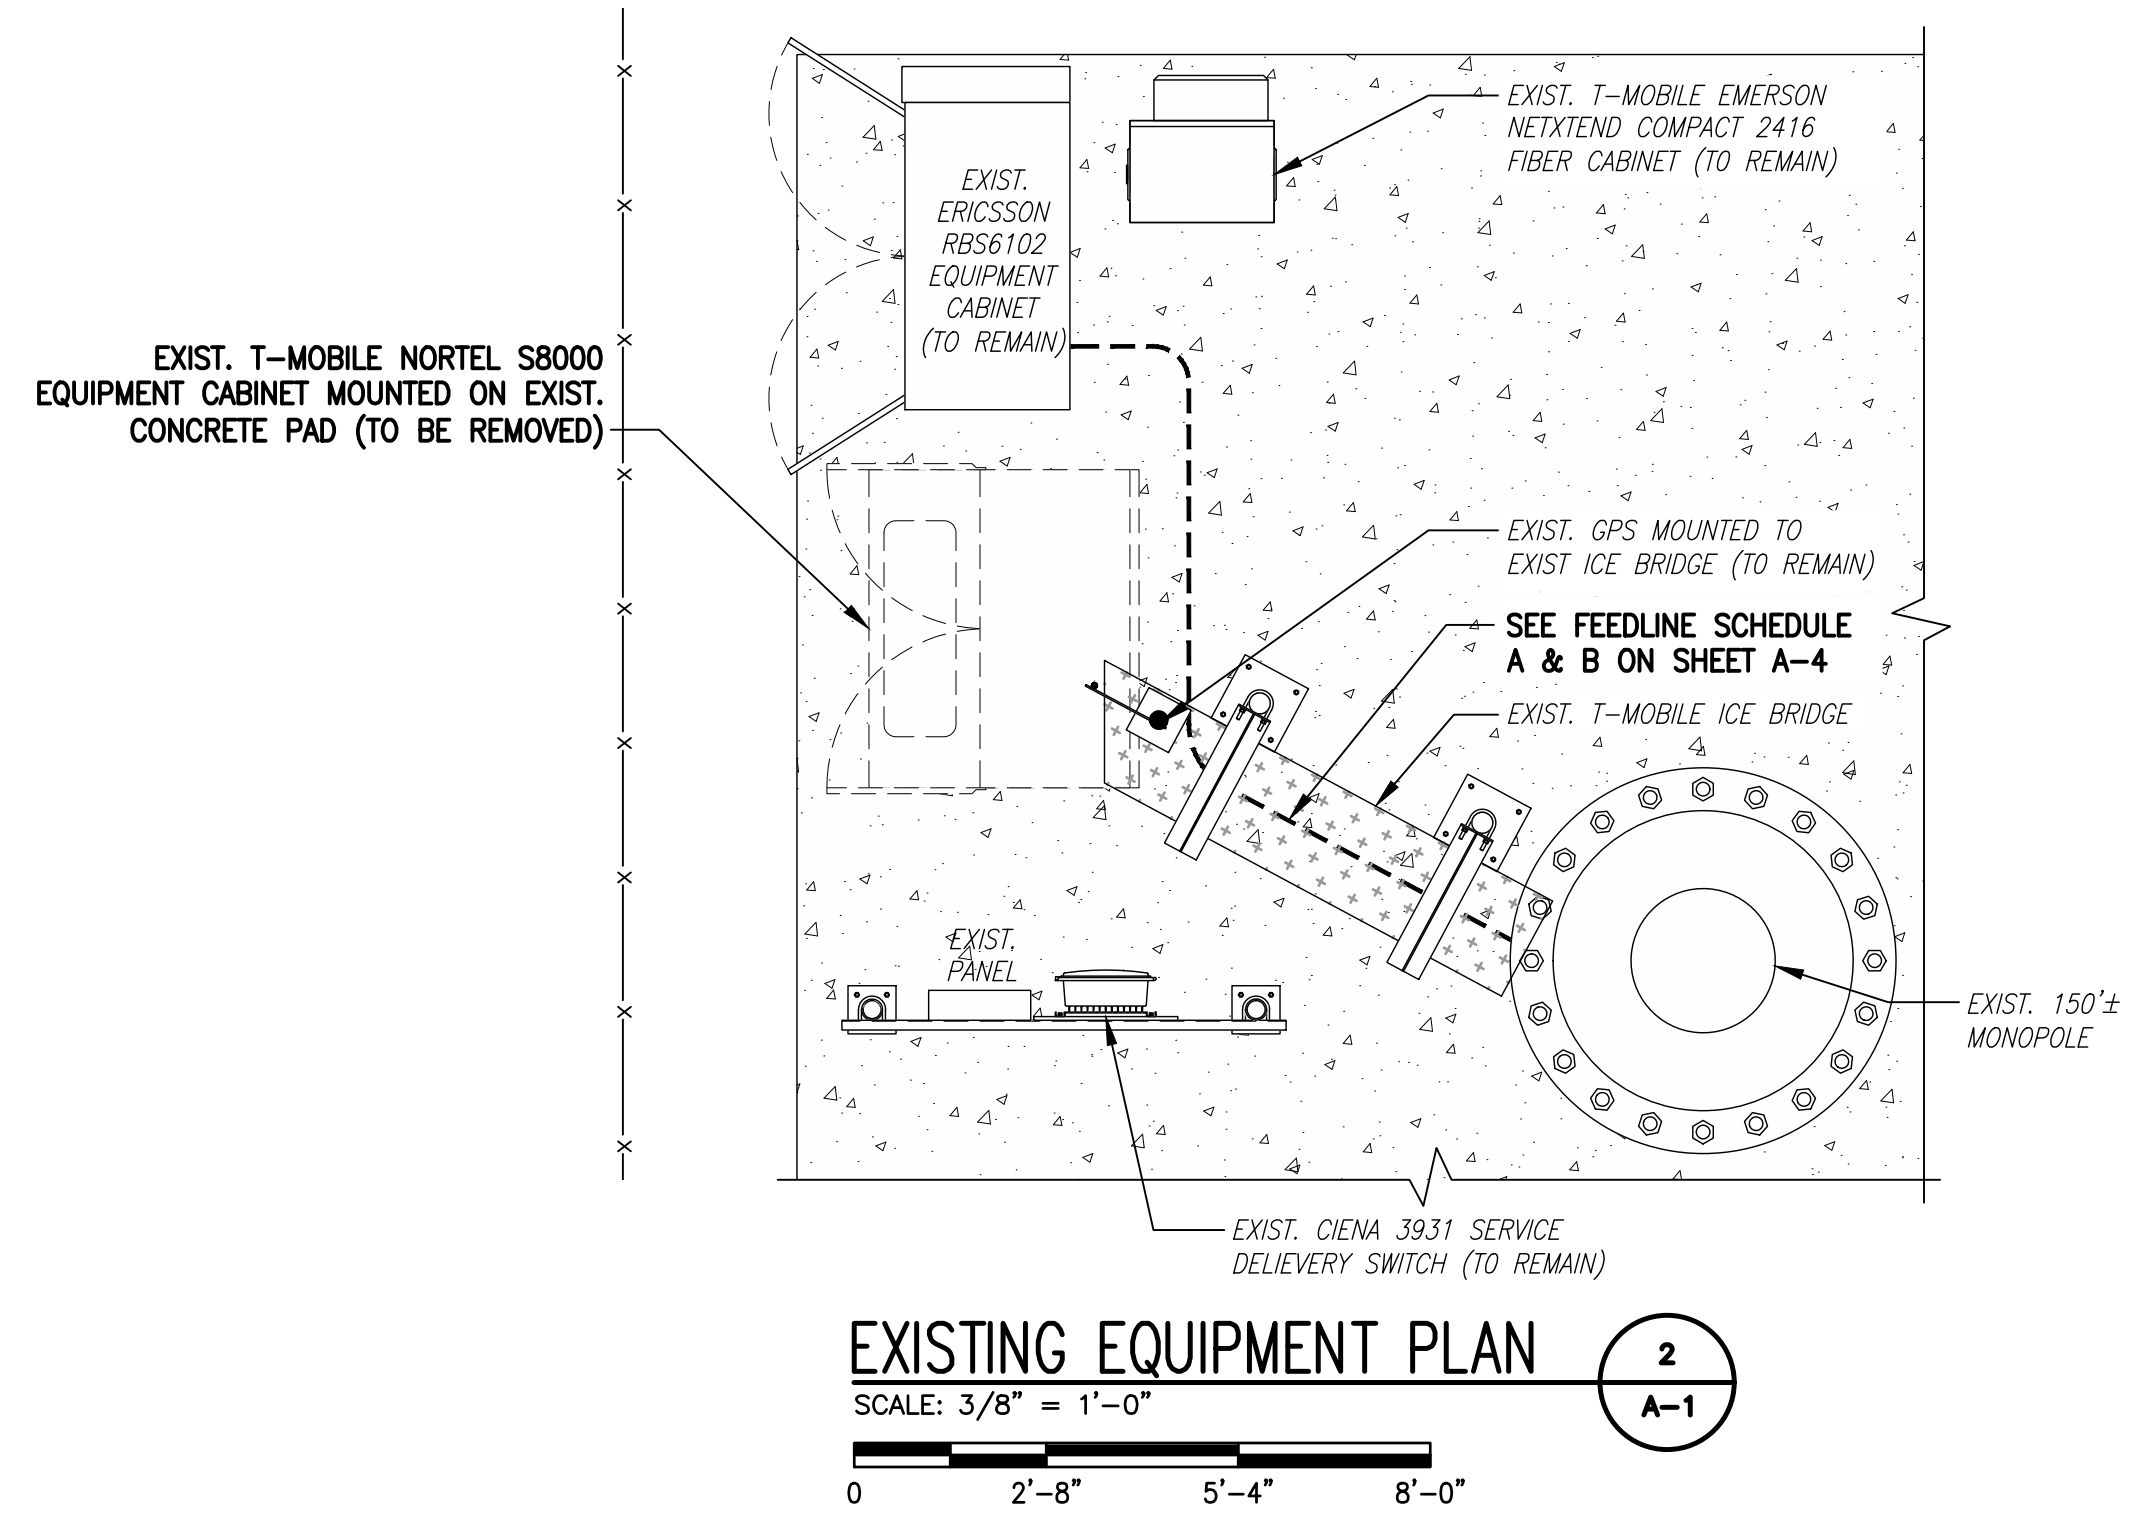 EXIST. T-MOBILE EMERSON
NETXTEND COMPACT 2416
FIBER CABINET (TO REMAIN)
EXIST.
ERICSSON
RBS6102
EQUIPMENT
CABINET
(TO REMAIN)
EXIST. T-MOBILE NORTEL S8000
EQUIPMENT CABINET MOUNTED ON EXIST.
CONCRETE PAD (TO BE REMOVED)
EXIST. GPS MOUNTED TO
EXIST ICE BRIDGE (TO REMAIN)
SEE FEEDLINE SCHEDULE
A & B ON SHEET A-4
EXIST. T-MOBILE ICE BRIDGE
EXIST.
PANEL
EXIST. 150'±
MONOPOLE
EXIST. CIENA 3931 SERVICE
DELIEVERY SWITCH (TO REMAIN)
EXISTING EQUIPMENT PLAN
2
A-1
SCALE: 3/8" = 1'-0"
0 2'-8" 5'-4" 8'-0"